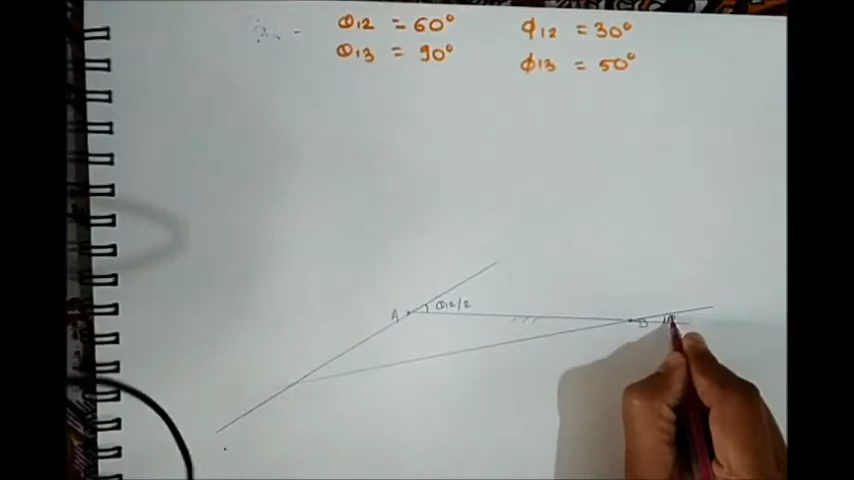 Θ12 = 60° ϕ12 = 30°
Θ13 = 90° ϕ13 = 50°
A Θ12/2
D